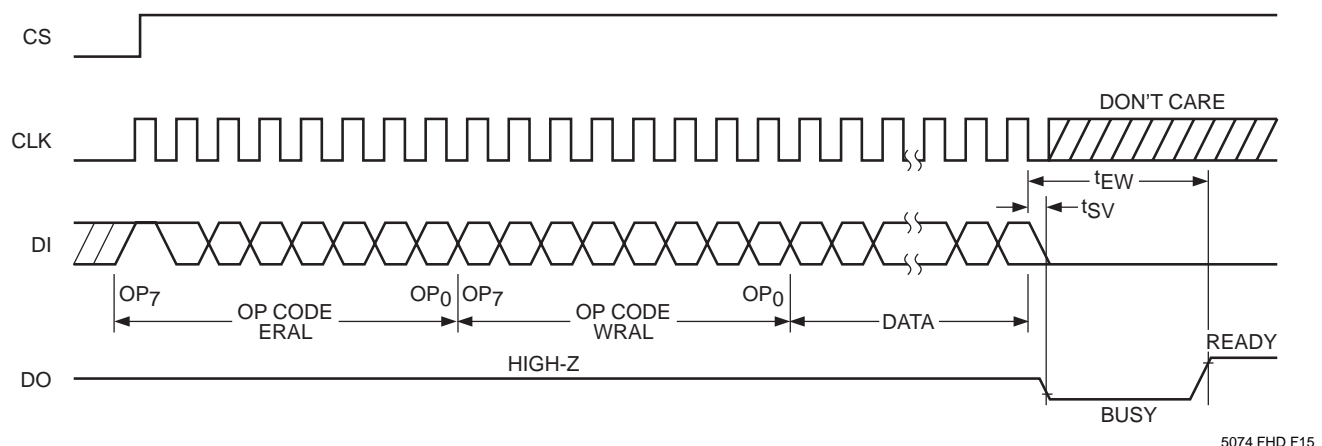 CS
CLK
DON'T CARE
tEW
tSV
DI
OP7
OP0
OP7
OP0
OP CODE
ERAL
OP CODE
WRAL
DATA
READY
HIGH-Z
DO
BUSY
5074 FHD F15